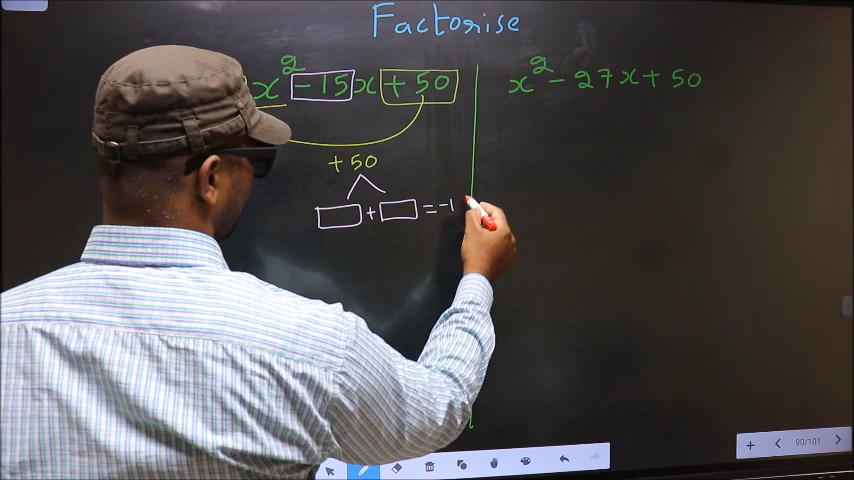 Factorise
x² - 15x + 50
x² - 27x + 50
+ 50
□ + □ = -1
90/101